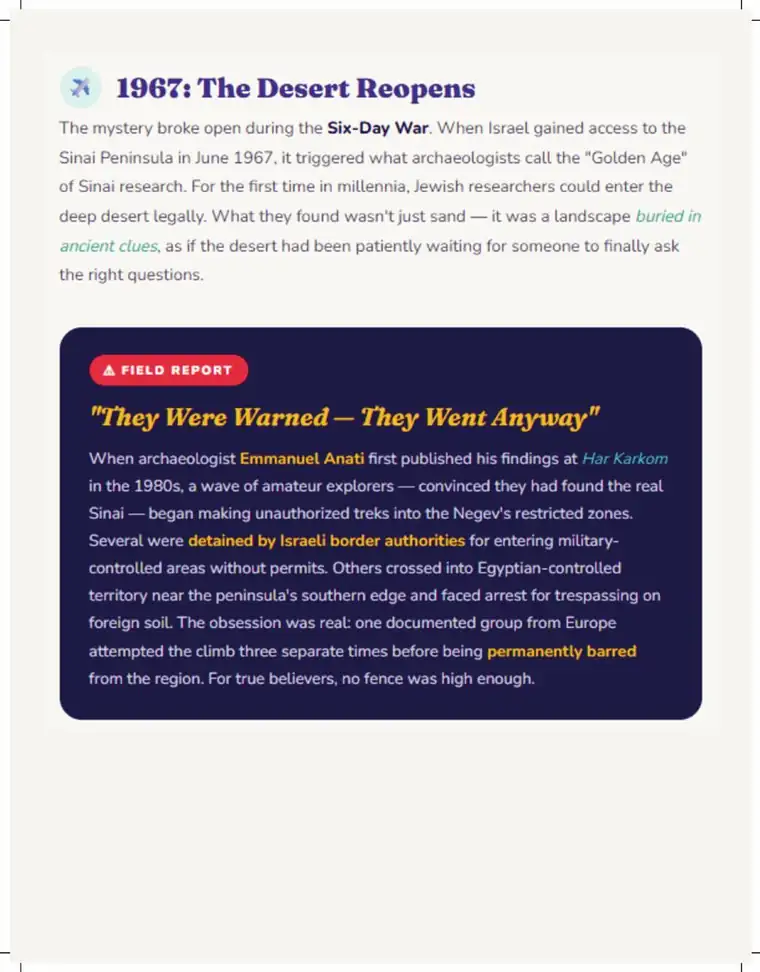 1967: The Desert Reopens
The mystery broke open during the Six-Day War. When Israel gained access to the
Sinai Peninsula in June 1967, it triggered what archaeologists call the "Golden Age"
of Sinai research. For the first time in millennia, Jewish researchers could enter the
deep desert legally. What they found wasn't just sand — it was a landscape buried in
ancient clues, as if the desert had been patiently waiting for someone to finally ask
the right questions.
⚠ FIELD REPORT
"They Were Warned — They Went Anyway"
When archaeologist Emmanuel Anati first published his findings at Har Karkom
in the 1980s, a wave of amateur explorers — convinced they had found the real
Sinai — began making unauthorized treks into the Negev's restricted zones.
Several were detained by Israeli border authorities for entering military-
controlled areas without permits. Others crossed into Egyptian-controlled
territory near the peninsula's southern edge and faced arrest for trespassing on
foreign soil. The obsession was real: one documented group from Europe
attempted the climb three separate times before being permanently barred
from the region. For true believers, no fence was high enough.